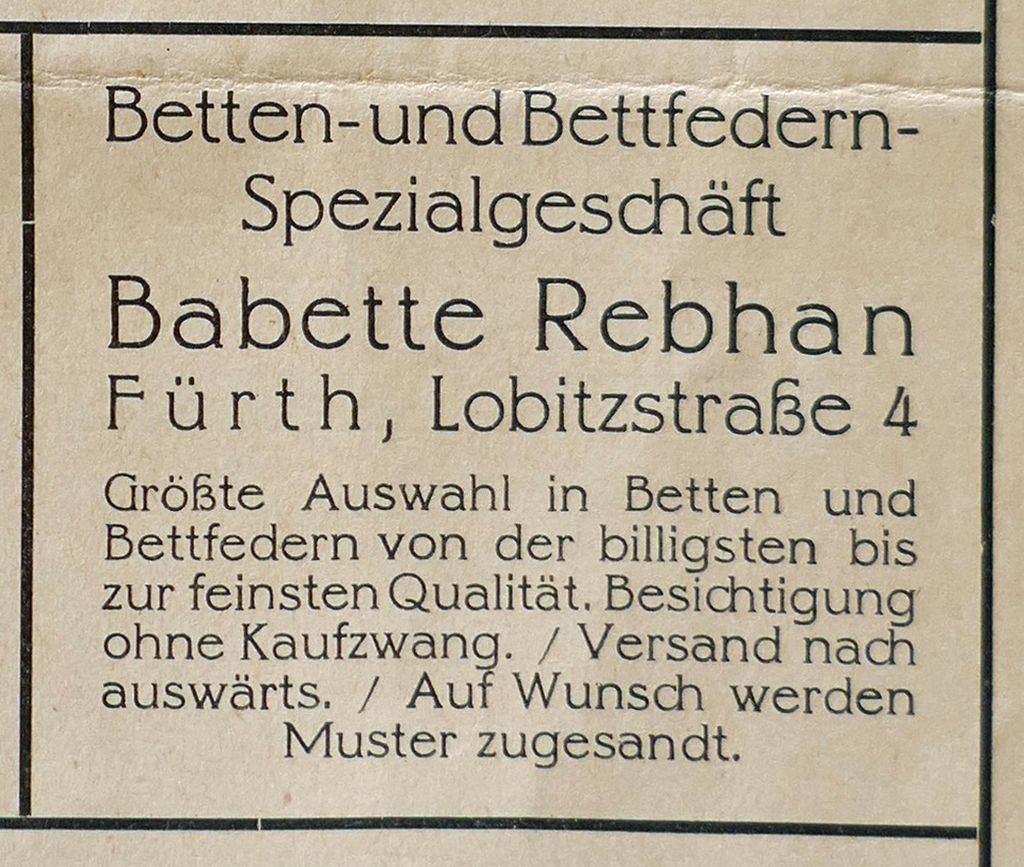 Betten-und Bettfedern-
Spezialgeschäft
Babette Rebhan
Fürth, Lobitzstraße 4
Größte Auswahl in Betten und
Bettfedern von der billigsten bis
zur feinsten Qualität. Besichtigung
ohne Kaufzwang. / Versand nach
auswärts. / Auf Wunsch werden
Muster zugesandt.